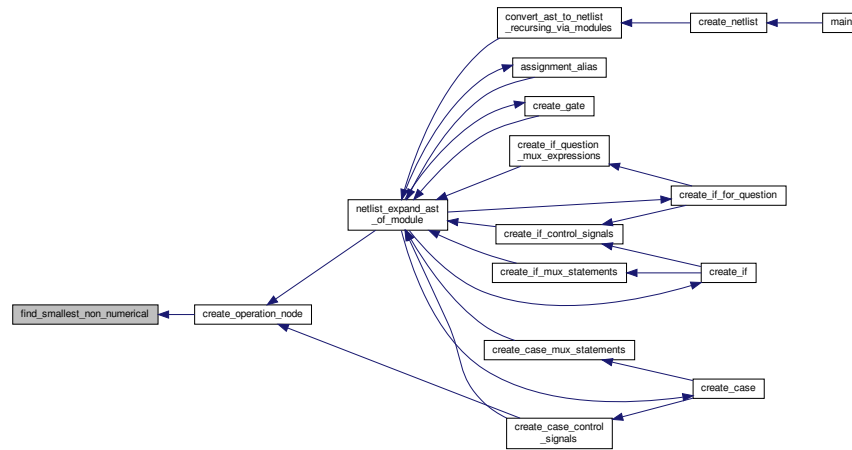 convert_ast_to_netlist
_recursing_via_modules
create_netlist
main
assignment_alias
create_gate
create_if_question
_mux_expressions
create_if_for_question
netlist_expand_ast
_of_module
create_if_control_signals
create_if_mux_statements
create_if
find_smallest_non_numerical
create_operation_node
create_case_mux_statements
create_case
create_case_control
_signals